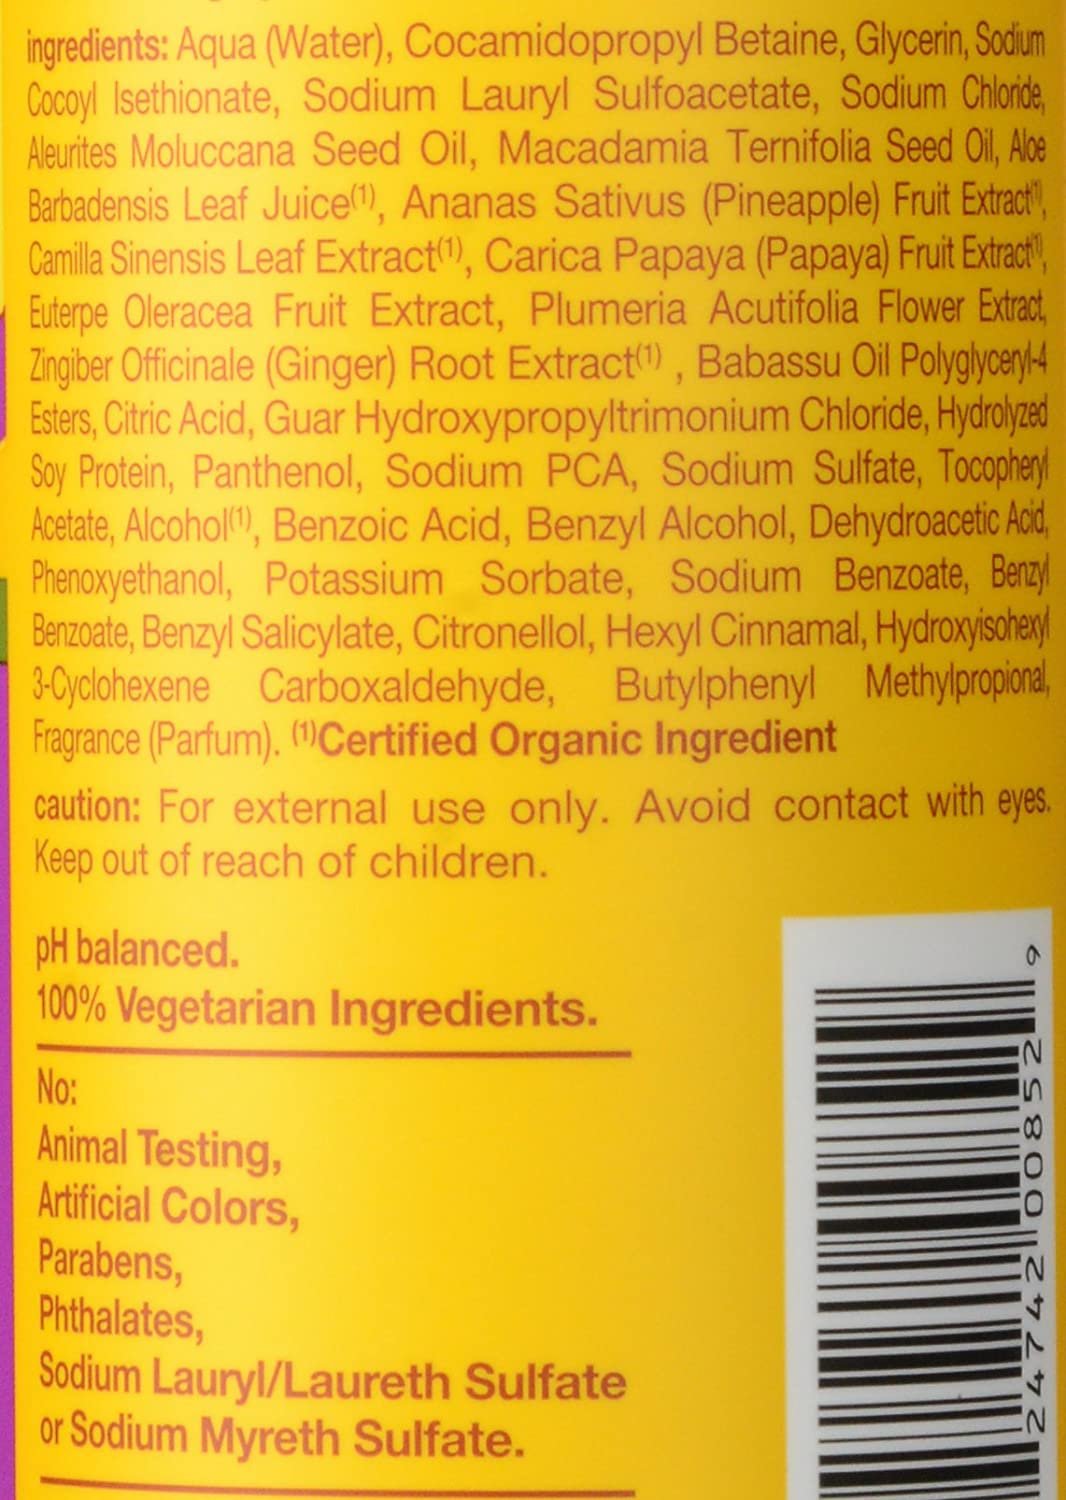 ingredients: Aqua (Water), Cocamidopropyl Betaine, Glycerin, Sodium
Cocoyl Isethionate, Sodium Lauryl Sulfoacetate, Sodium Chloride,
Aleurites Moluccana Seed Oil, Macadamia Ternifolia Seed Oil, Aloe
Barbadensis Leaf Juice(1), Ananas Sativus (Pineapple) Fruit Extract(1),
Camilla Sinensis Leaf Extract(1), Carica Papaya (Papaya) Fruit Extract(1),
Euterpe Oleracea Fruit Extract, Plumeria Acutifolia Flower Extract,
Zingiber Officinale (Ginger) Root Extract(1) , Babassu Oil Polyglyceryl-4
Esters, Citric Acid, Guar Hydroxypropyltrimonium Chloride, Hydrolyzed
Soy Protein, Panthenol, Sodium PCA, Sodium Sulfate, Tocopheryl
Acetate, Alcohol(1), Benzoic Acid, Benzyl Alcohol, Dehydroacetic Acid,
Phenoxyethanol, Potassium Sorbate, Sodium Benzoate, Benzyl
Benzoate, Benzyl Salicylate, Citronellol, Hexyl Cinnamal, Hydroxyisohexyl
3-Cyclohexene Carboxaldehyde, Butylphenyl Methylpropional,
Fragrance (Parfum). (1)Certified Organic Ingredient
caution: For external use only. Avoid contact with eyes.
Keep out of reach of children.
pH balanced.
100% Vegetarian Ingredients.
No:
Animal Testing,
Artificial Colors,
Parabens,
Phthalates,
Sodium Lauryl/Laureth Sulfate
or Sodium Myreth Sulfate.
24742 00852 9